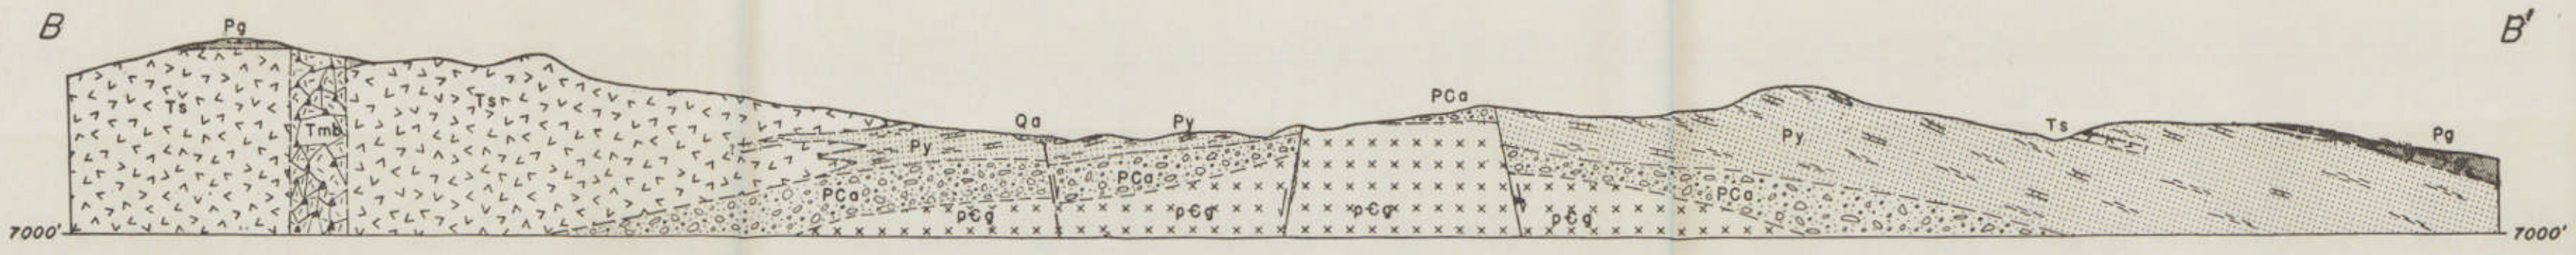 B
B'
Pg
Ts
Tmb
Ts
Qa
Py
Py
PCa
PCa
PCa
pЄg
pЄg
pЄg
pЄg
PCa
Py
Ts
Pg
7000'
7000'